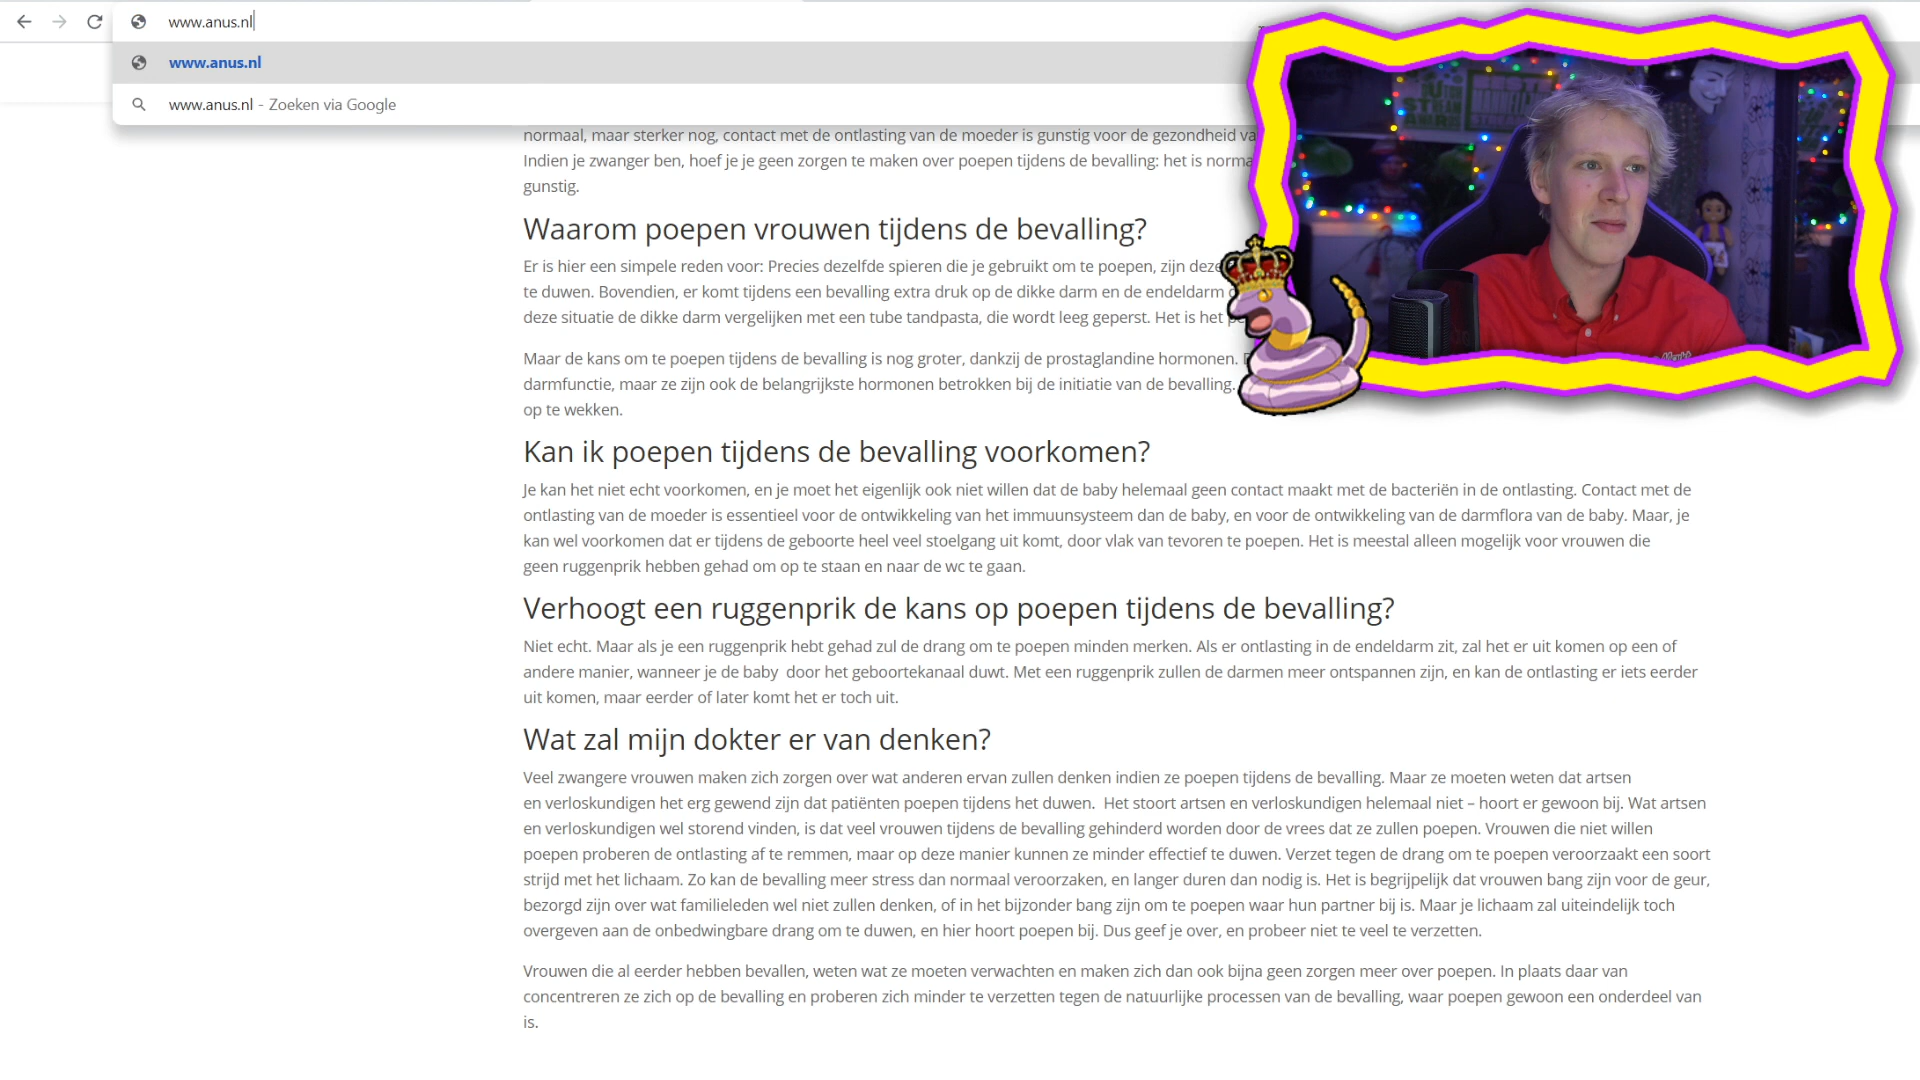 www.anus.nl
www.anus.nl
www.anus.nl - Zoeken via Google
normaal, maar sterker nog, contact met de ontlasting van de moeder is gunstig voor de gezondheid
Indien je zwanger ben, hoef je je geen zorgen te maken over poepen tijdens de bevalling: het is
gunstig.
Waarom poepen vrouwen tijdens de bevalling?
Er is hier een simpele reden voor: Precies dezelfde spieren die je gebruikt om te poepen, zijn
te duwen. Bovendien, er komt tijdens een bevalling extra druk op de dikke darm en de endeldarm
deze situatie de dikke darm vergelijken met een tube tandpasta, die wordt leeg geperst. Het is het
Maar de kans om te poepen tijdens de bevalling is nog groter, dankzij de prostaglandine hormonen.
darmfunctie, maar ze zijn ook de belangrijkste hormonen betrokken bij de initiatie van de bevalling.
op te wekken.
Kan ik poepen tijdens de bevalling voorkomen?
Je kan het niet echt voorkomen, en je moet het eigenlijk ook niet willen dat de baby helemaal geen contact maakt met de bacteriën in de ontlasting. Contact met de
ontlasting van de moeder is essentieel voor de ontwikkeling van het immuunsysteem dan de baby, en voor de ontwikkeling van de darmflora van de baby. Maar, je
kan wel voorkomen dat er tijdens de geboorte heel veel stoelgang uit komt, door vlak van tevoren te poepen. Het is meestal alleen mogelijk voor vrouwen die
geen ruggenprik hebben gehad om op te staan en naar de wc te gaan.
Verhoogt een ruggenprik de kans op poepen tijdens de bevalling?
Niet echt. Maar als je een ruggenprik hebt gehad zul de drang om te poepen minden merken. Als er ontlasting in de endeldarm zit, zal het er uit komen op een of
andere manier, wanneer je de baby door het geboortekanaal duwt. Met een ruggenprik zullen de darmen meer ontspannen zijn, en kan de ontlasting er iets eerder
uit komen, maar eerder of later komt het er toch uit.
Wat zal mijn dokter er van denken?
Veel zwangere vrouwen maken zich zorgen over wat anderen ervan zullen denken indien ze poepen tijdens de bevalling. Maar ze moeten weten dat artsen
en verloskundigen het erg gewend zijn dat patiënten poepen tijdens het duwen. Het stoort artsen en verloskundigen helemaal niet – hoort er gewoon bij. Wat artsen
en verloskundigen wel storend vinden, is dat veel vrouwen tijdens de bevalling gehinderd worden door de vrees dat ze zullen poepen. Vrouwen die niet willen
poepen proberen de ontlasting af te remmen, maar op deze manier kunnen ze minder effectief te duwen. Verzet tegen de drang om te poepen veroorzaakt een soort
strijd met het lichaam. Zo kan de bevalling meer stress dan normaal veroorzaken, en langer duren dan nodig is. Het is begrijpelijk dat vrouwen bang zijn voor de geur,
bezorgd zijn over wat familieleden wel niet zullen denken, of in het bijzonder bang zijn om te poepen waar hun partner bij is. Maar je lichaam zal uiteindelijk toch
overgeven aan de onbedwingbare drang om te duwen, en hier hoort poepen bij. Dus geef je over, en probeer niet te veel te verzetten.
Vrouwen die al eerder hebben bevallen, weten wat ze moeten verwachten en maken zich dan ook bijna geen zorgen meer over poepen. In plaats daar van
concentreren ze zich op de bevalling en proberen zich minder te verzetten tegen de natuurlijke processen van de bevalling, waar poepen gewoon een onderdeel van
is.